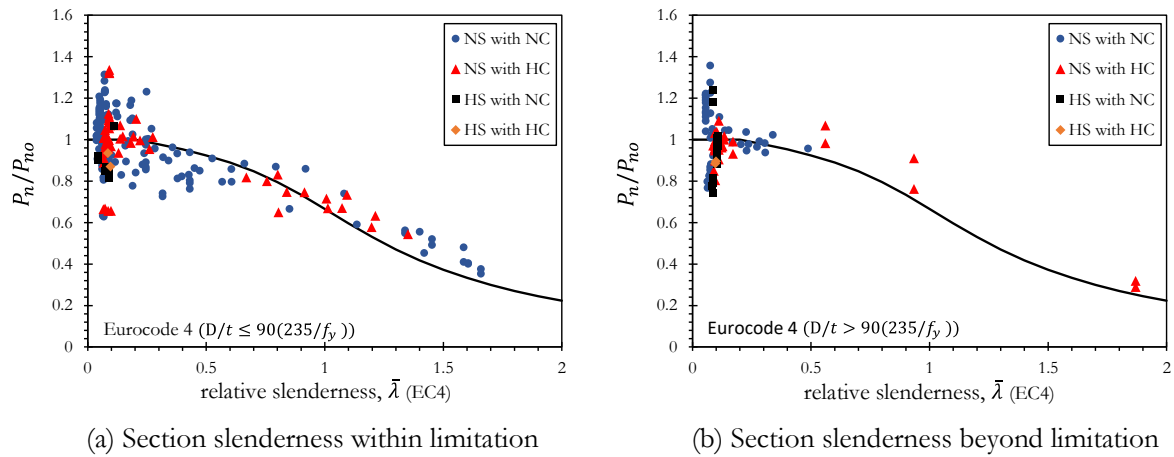 1.6
1.4
1.2
1
0.8
0.6
0.4
0.2
0
P_n/P_no
NS with NC
NS with HC
HS with NC
HS with HC
Eurocode 4 (D/t ≤ 90(235/f_y ))
0 0.5 1 1.5 2
relative slenderness, λ̄ (EC4)
(a) Section slenderness within limitation
1.6
1.4
1.2
1
0.8
0.6
0.4
0.2
0
P_n/P_no
NS with NC
NS with HC
HS with NC
HS with HC
Eurocode 4 (D/t > 90(235/f_y ))
0 0.5 1 1.5 2
relative slenderness, λ̄ (EC4)
(b) Section slenderness beyond limitation